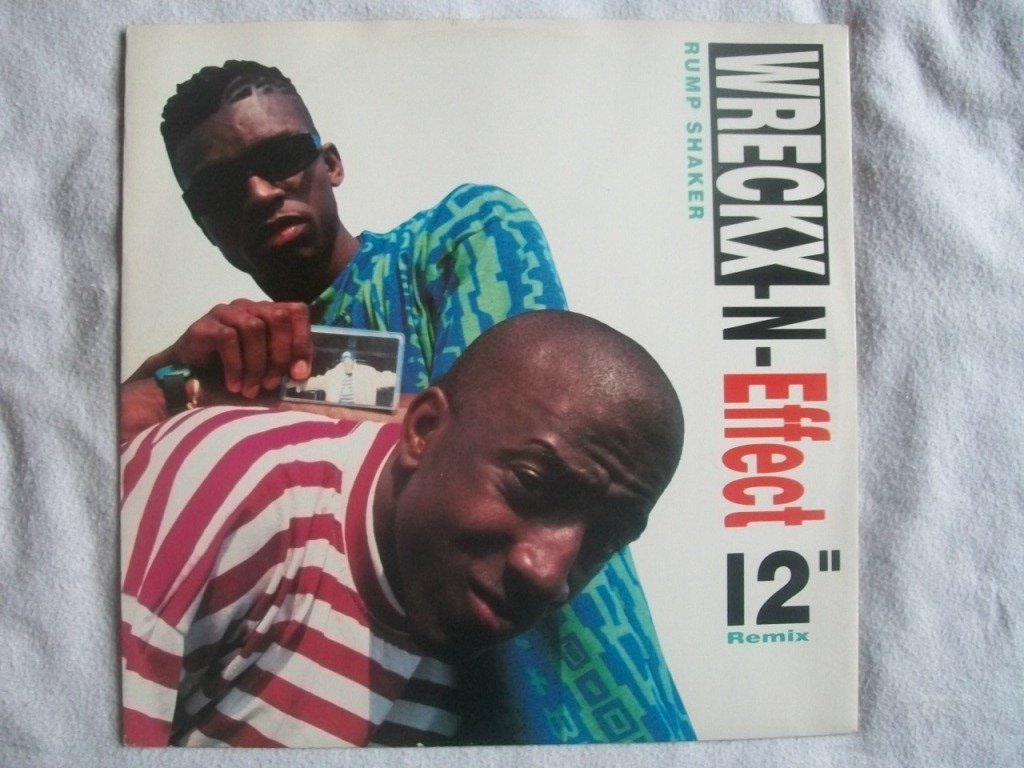 WRECKX-N-Effect
RUMP SHAKER
12"
Remix